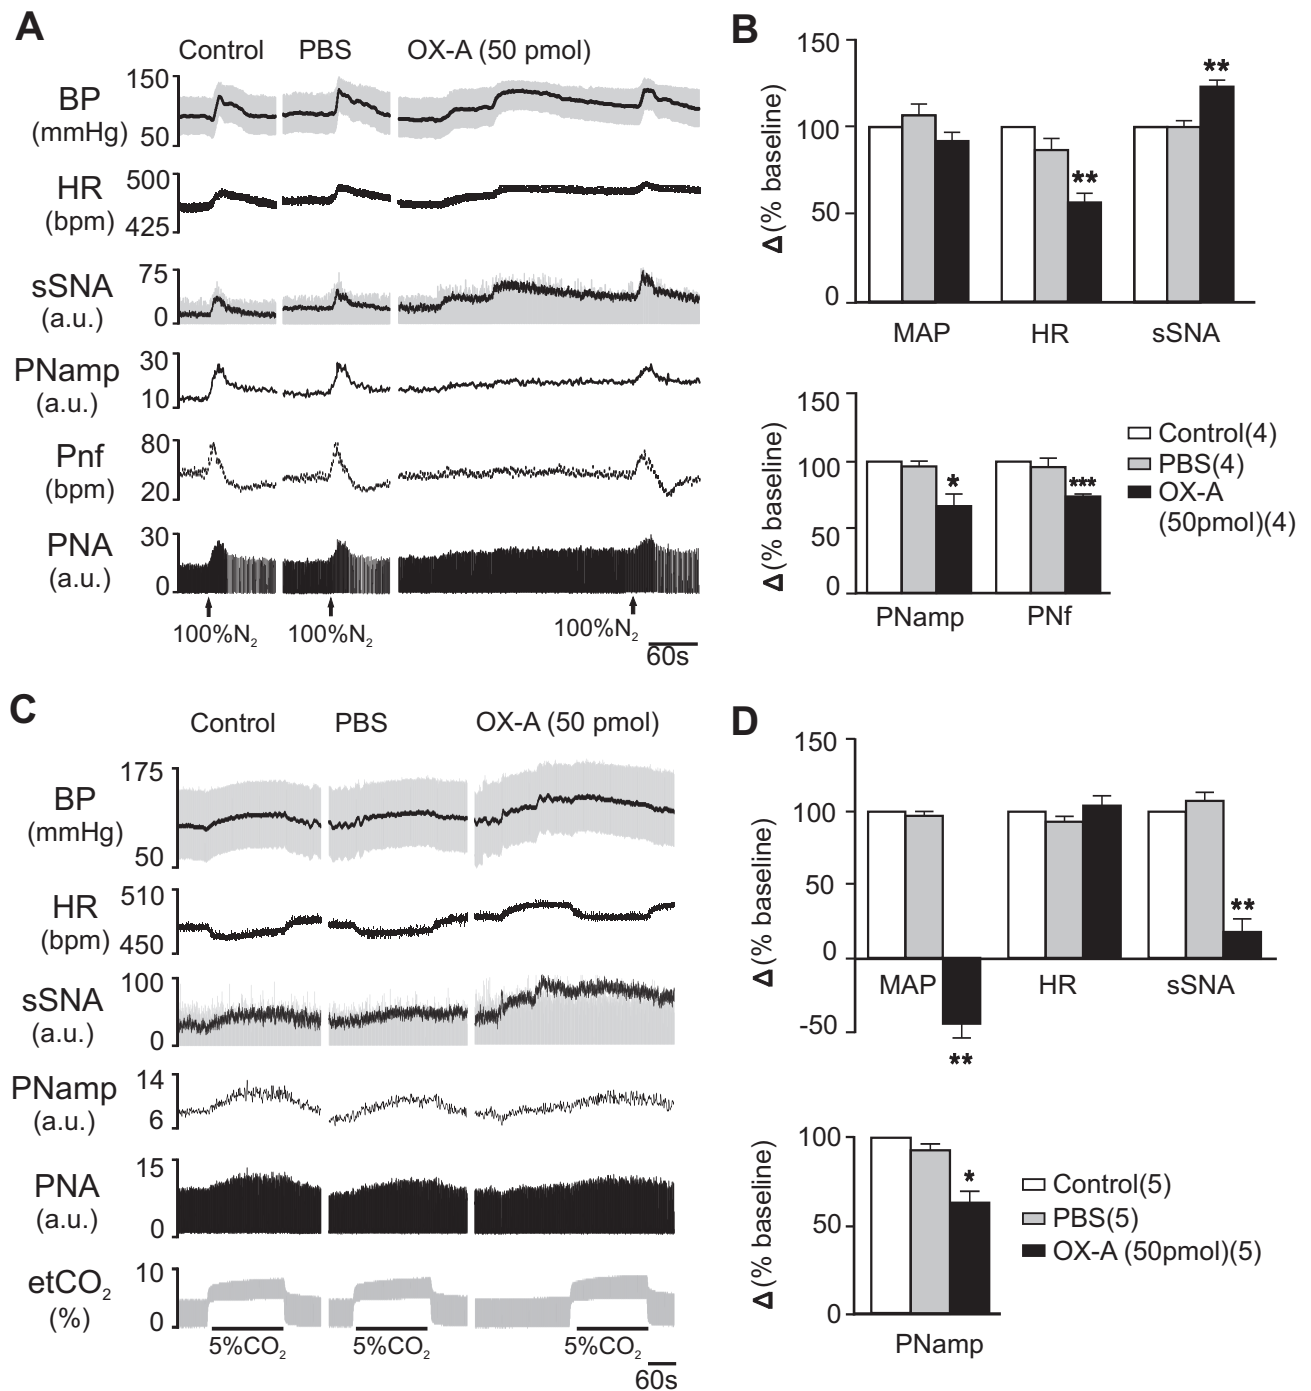 A
Control PBS OX-A (50 pmol)
BP
(mmHg)
150
50
HR
(bpm)
500
425
sSNA
(a.u.)
75
0
PNamp
(a.u.)
30
10
Pnf
(bpm)
80
20
PNA
(a.u.)
30
0
100%N2 100%N2 100%N2
60s
B
Δ(% baseline)
150
100
50
0
**
**
MAP HR sSNA
Δ(% baseline)
150
100
50
0
*
***
PNamp PNf
Control(4)
PBS(4)
OX-A
(50pmol)(4)
C
Control PBS OX-A (50 pmol)
BP
(mmHg)
175
50
HR
(bpm)
510
450
sSNA
(a.u.)
100
0
PNamp
(a.u.)
14
6
PNA
(a.u.)
15
0
etCO2
(%)
10
0
5%CO2 5%CO2 5%CO2
60s
D
Δ(% baseline)
150
100
50
0
-50
**
**
MAP HR sSNA
Δ(% baseline)
100
50
0
*
PNamp
Control(5)
PBS(5)
OX-A (50pmol)(5)